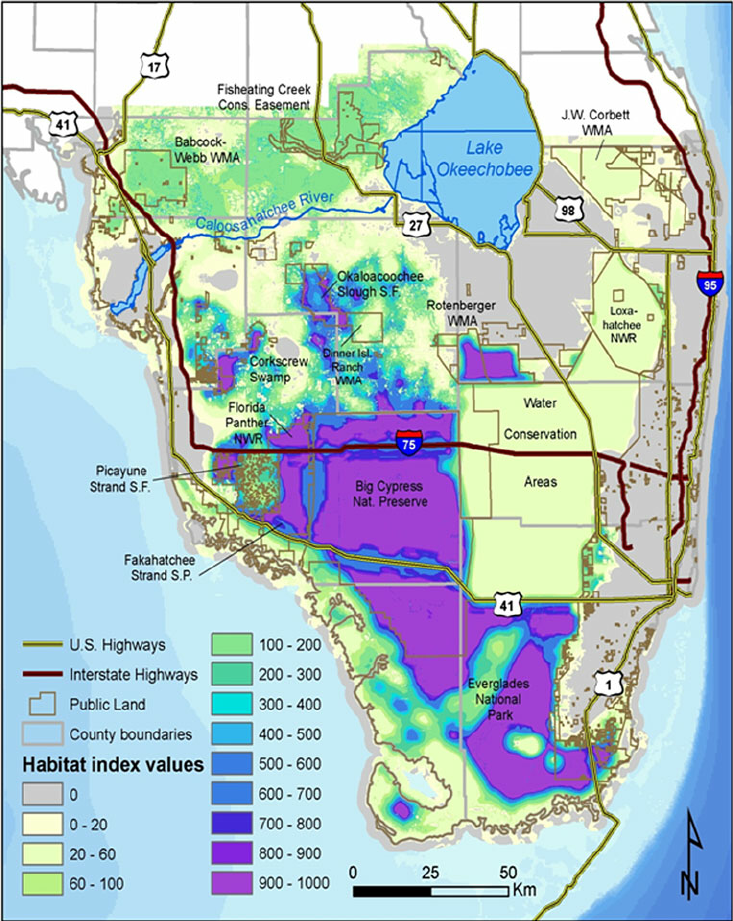 17
41
Fisheating Creek
Cons. Easement
J.W. Corbett
WMA
Babcock-
Webb WMA
Lake
Okeechobee
Caloosahatchee River
98
27
Okaloacoochee
Slough S.F.
95
Rotenberger
WMA
Loxa-
hatchee
NWR
Dinner Isl.
Ranch
WMA
Corkscrew
Swamp
Florida
Panther
NWR
Water
Conservation
Areas
75
Picayune
Strand S.F.
Big Cypress
Nat. Preserve
Fakahatchee
Strand S.P.
41
1
Everglades
National
Park
U.S. Highways
Interstate Highways
Public Land
County boundaries
Habitat index values
0
0 - 20
20 - 60
60 - 100
100 - 200
200 - 300
300 - 400
400 - 500
500 - 600
600 - 700
700 - 800
800 - 900
900 - 1000
0 25 50
Km
N